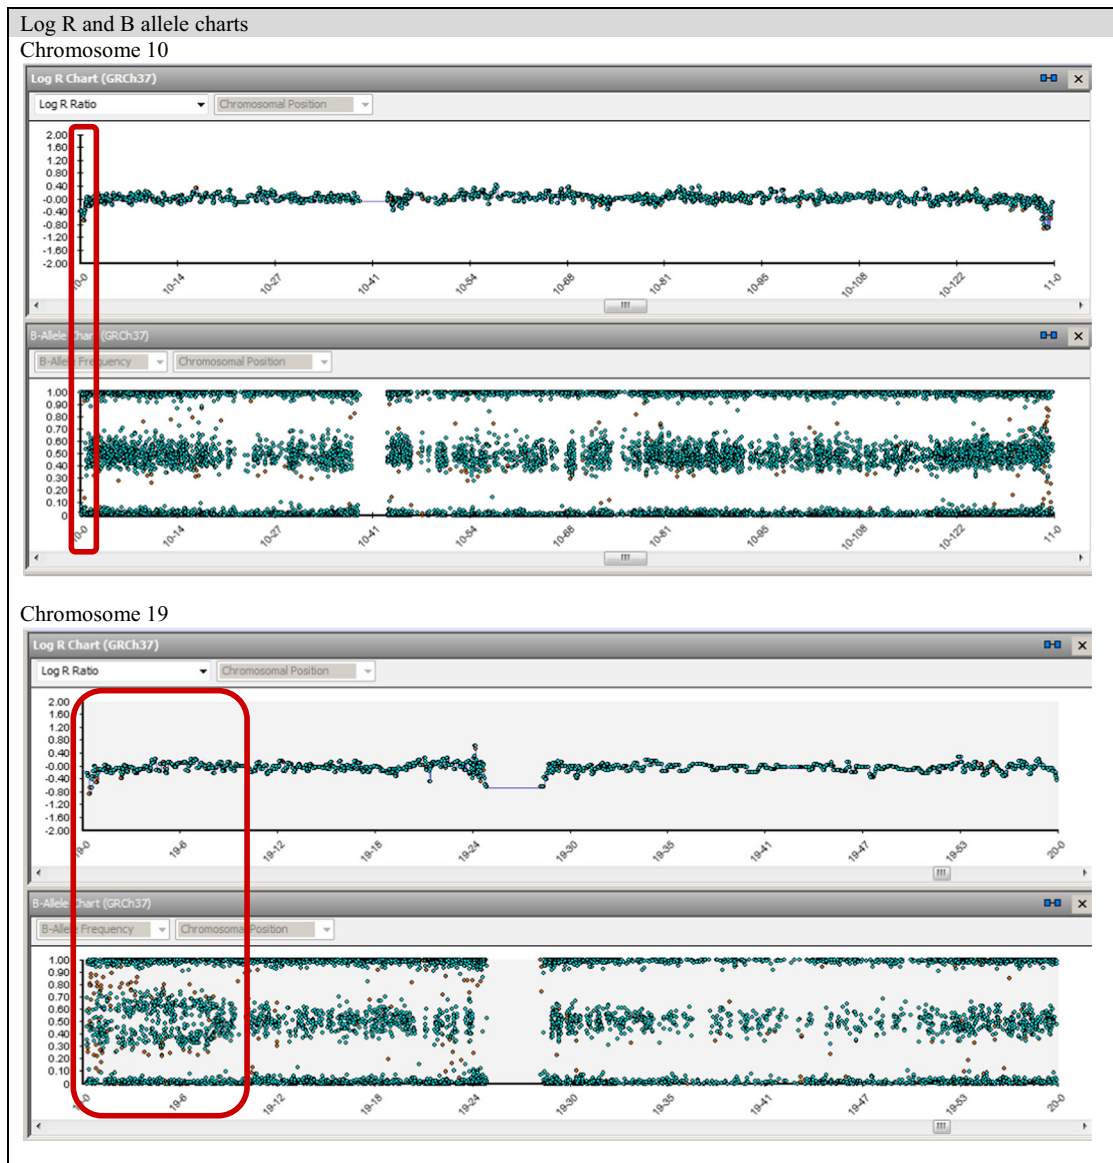 Log R and B allele charts
Chromosome 10
Log R Chart (GRCh37)
Log R Ratio Chromosomal Position
2.00
1.60
1.20
0.80
0.40
-0.00
-0.40
-0.80
-1.20
-1.60
-2.00
10-0 10-14 10-27 10-41 10-54 10-68 10-81 10-95 10-108 10-122 11-0
B-Allele Chart (GRCh37)
B-Allele Frequency Chromosomal Position
1.00
0.90
0.80
0.70
0.60
0.50
0.40
0.30
0.20
0.10
0
10-0 10-14 10-27 10-41 10-54 10-68 10-81 10-95 10-108 10-122 11-0
Chromosome 19
Log R Chart (GRCh37)
Log R Ratio Chromosomal Position
2.00
1.60
1.20
0.80
0.40
-0.00
-0.40
-0.80
-1.20
-1.60
-2.00
19-0 19-6 19-12 19-18 19-24 19-30 19-35 19-41 19-47 19-53 20-0
B-Allele Chart (GRCh37)
B-Allele Frequency Chromosomal Position
1.00
0.90
0.80
0.70
0.60
0.50
0.40
0.30
0.20
0.10
0
19-0 19-6 19-12 19-18 19-24 19-30 19-35 19-41 19-47 19-53 20-0